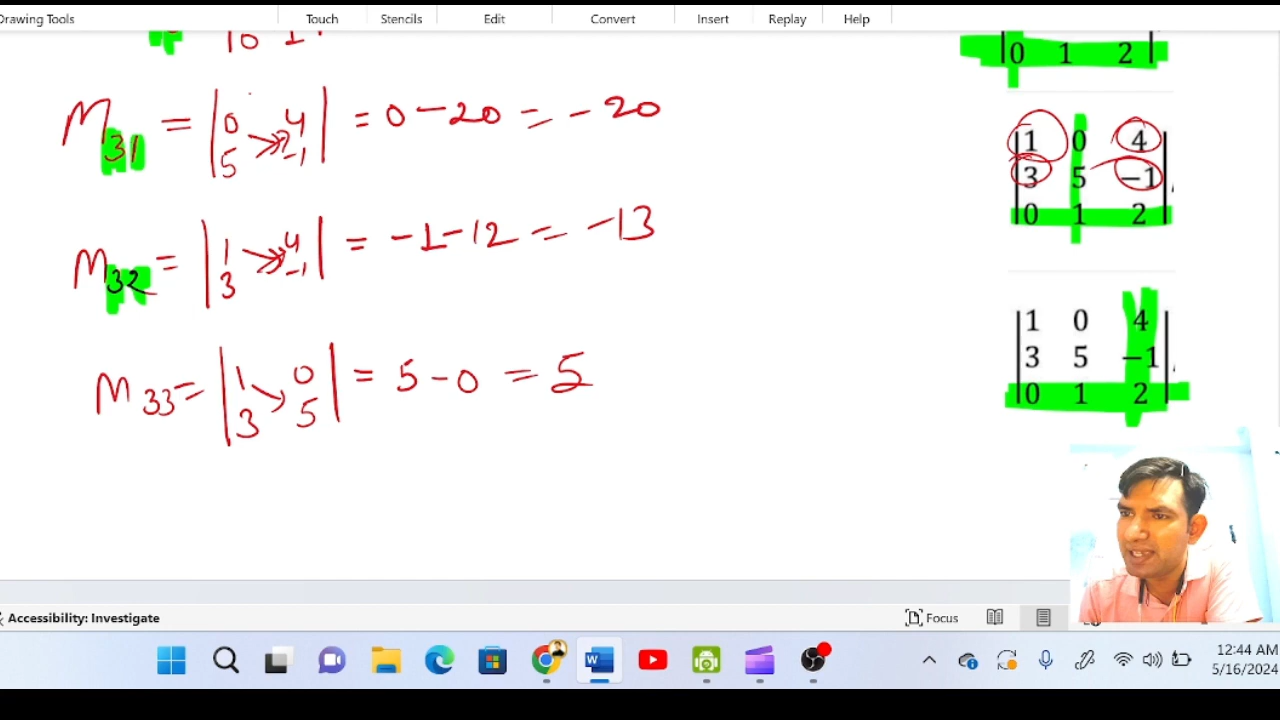 Drawing Tools Touch Stencils Edit Convert Insert Replay Help
10 1
|0 1 2|
M31 = |0 4| = 0 - 20 = - 20
|5 -1|
|1 0 4|
|3 5 −1|,
|0 1 2|
M32 = |1 4| = -1 - 12 = - 13
|3 -1|
M33 = |1 0| = 5 - 0 = 5
|3 5|
|1 0 4|
|3 5 −1|,
|0 1 2|
Accessibility: Investigate Focus
12:44 AM
5/16/2024